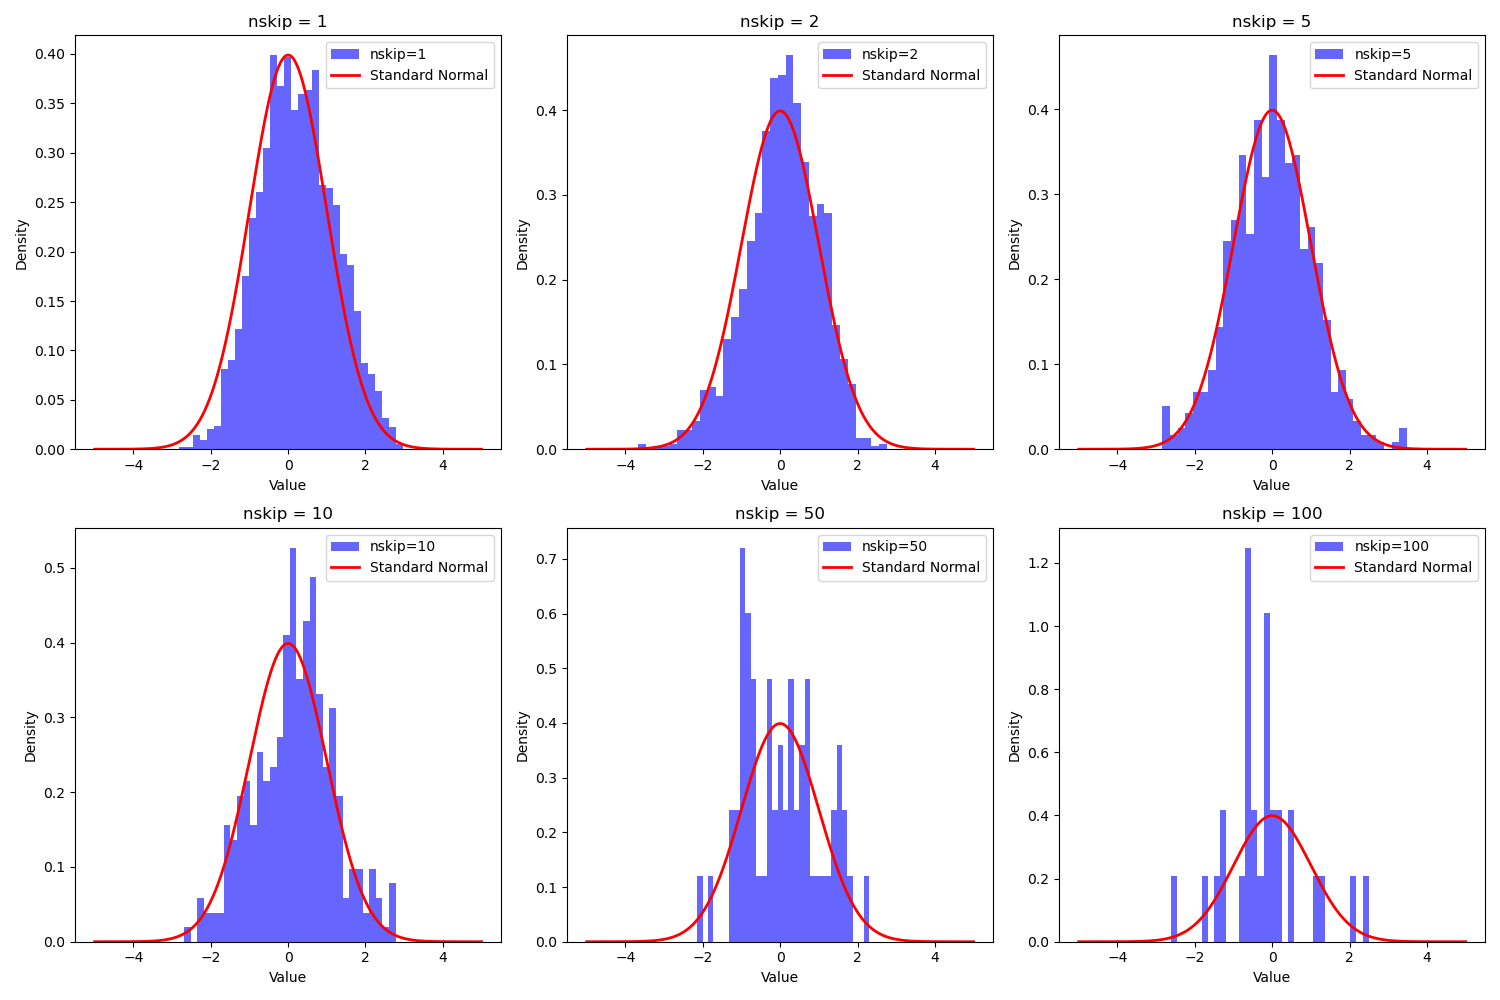 nskip = 1
nskip=1
Standard Normal
0.40
0.35
0.30
0.25
0.20
0.15
0.10
0.05
0.00
Density
−4 −2 0 2 4
Value
nskip = 2
nskip=2
Standard Normal
0.4
0.3
0.2
0.1
0.0
Density
−4 −2 0 2 4
Value
nskip = 5
nskip=5
Standard Normal
0.4
0.3
0.2
0.1
0.0
Density
−4 −2 0 2 4
Value
nskip = 10
nskip=10
Standard Normal
0.5
0.4
0.3
0.2
0.1
0.0
Density
−4 −2 0 2 4
Value
nskip = 50
nskip=50
Standard Normal
0.7
0.6
0.5
0.4
0.3
0.2
0.1
0.0
Density
−4 −2 0 2 4
Value
nskip = 100
nskip=100
Standard Normal
1.2
1.0
0.8
0.6
0.4
0.2
0.0
Density
−4 −2 0 2 4
Value